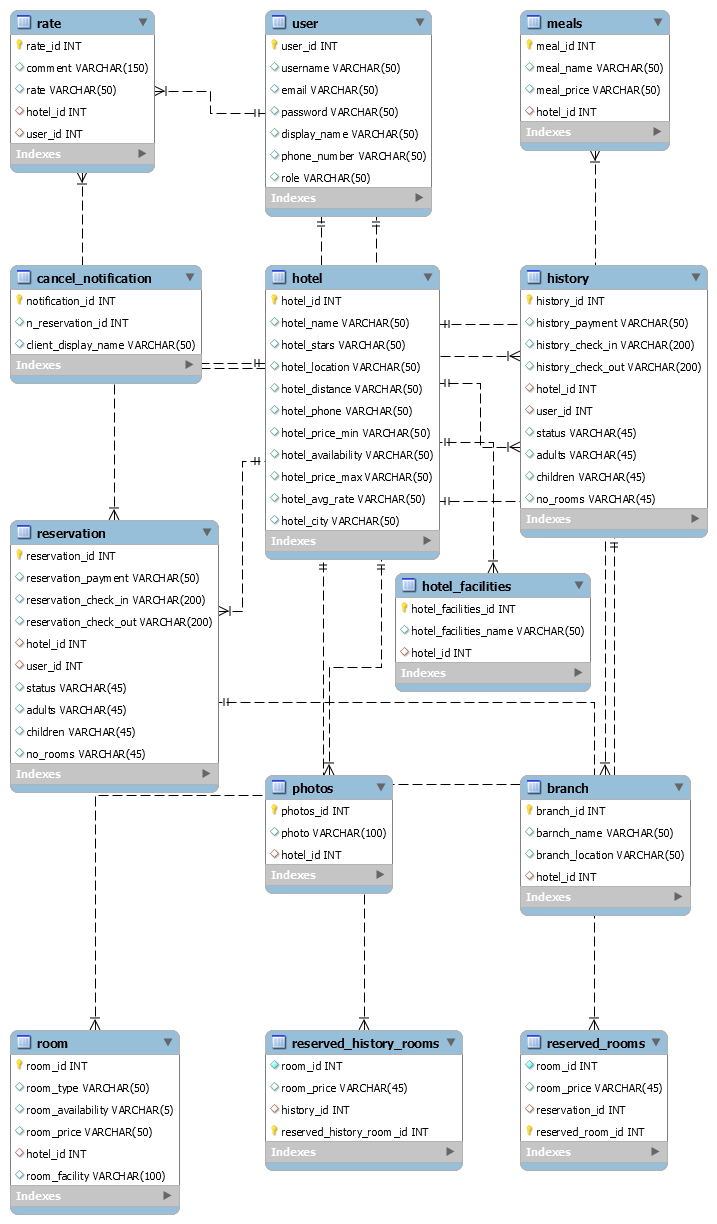 rate
rate_id INT
comment VARCHAR(150)
rate VARCHAR(50)
hotel_id INT
user_id INT
Indexes
user
user_id INT
username VARCHAR(50)
email VARCHAR(50)
password VARCHAR(50)
display_name VARCHAR(50)
phone_number VARCHAR(50)
role VARCHAR(50)
Indexes
meals
meal_id INT
meal_name VARCHAR(50)
meal_price VARCHAR(50)
hotel_id INT
Indexes
cancel_notification
notification_id INT
n_reservation_id INT
client_display_name VARCHAR(50)
Indexes
hotel
hotel_id INT
hotel_name VARCHAR(50)
hotel_stars VARCHAR(50)
hotel_location VARCHAR(50)
hotel_distance VARCHAR(50)
hotel_phone VARCHAR(50)
hotel_price_min VARCHAR(50)
hotel_availability VARCHAR(50)
hotel_price_max VARCHAR(50)
hotel_avg_rate VARCHAR(50)
hotel_city VARCHAR(50)
Indexes
history
history_id INT
history_payment VARCHAR(50)
history_check_in VARCHAR(200)
history_check_out VARCHAR(200)
hotel_id INT
user_id INT
status VARCHAR(45)
adults VARCHAR(45)
children VARCHAR(45)
no_rooms VARCHAR(45)
Indexes
reservation
reservation_id INT
reservation_payment VARCHAR(50)
reservation_check_in VARCHAR(200)
reservation_check_out VARCHAR(200)
hotel_id INT
user_id INT
status VARCHAR(45)
adults VARCHAR(45)
children VARCHAR(45)
no_rooms VARCHAR(45)
Indexes
hotel_facilities
hotel_facilities_id INT
hotel_facilities_name VARCHAR(50)
hotel_id INT
Indexes
photos
photos_id INT
photo VARCHAR(100)
hotel_id INT
Indexes
branch
branch_id INT
barnch_name VARCHAR(50)
branch_location VARCHAR(50)
hotel_id INT
Indexes
room
room_id INT
room_type VARCHAR(50)
room_availability VARCHAR(5)
room_price VARCHAR(50)
hotel_id INT
room_facility VARCHAR(100)
Indexes
reserved_history_rooms
room_id INT
room_price VARCHAR(45)
history_id INT
reserved_history_room_id INT
Indexes
reserved_rooms
room_id INT
room_price VARCHAR(45)
reservation_id INT
reserved_room_id INT
Indexes